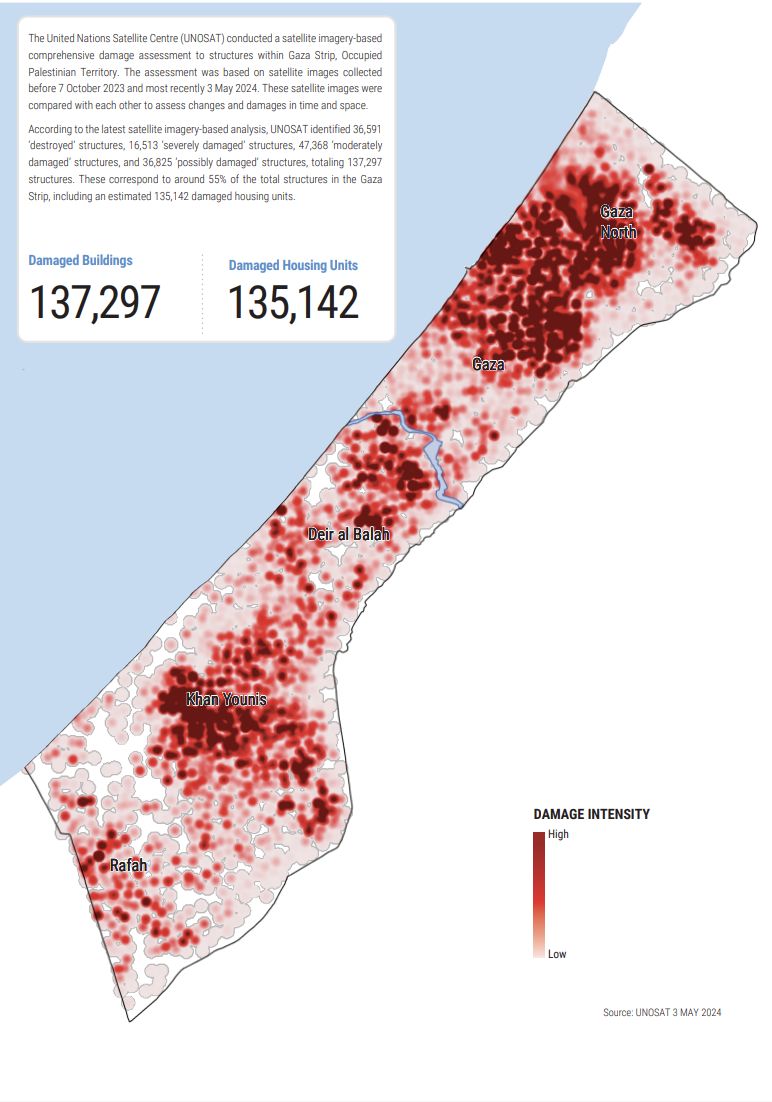 The United Nations Satellite Centre (UNOSAT) conducted a satellite imagery-based
comprehensive damage assessment to structures within Gaza Strip, Occupied
Palestinian Territory. The assessment was based on satellite images collected
before 7 October 2023 and most recently 3 May 2024. These satellite images were
compared with each other to assess changes and damages in time and space.
According to the latest satellite imagery-based analysis, UNOSAT identified 36,591
'destroyed' structures, 16,513 'severely damaged' structures, 47,368 'moderately
damaged' structures, and 36,825 'possibly damaged' structures, totaling 137,297
structures. These correspond to around 55% of the total structures in the Gaza
Strip, including an estimated 135,142 damaged housing units.
Damaged Buildings
137,297
Damaged Housing Units
135,142
Gaza
North
Gaza
Deir al Balah
Khan Younis
Rafah
DAMAGE INTENSITY
High
Low
Source: UNOSAT 3 MAY 2024